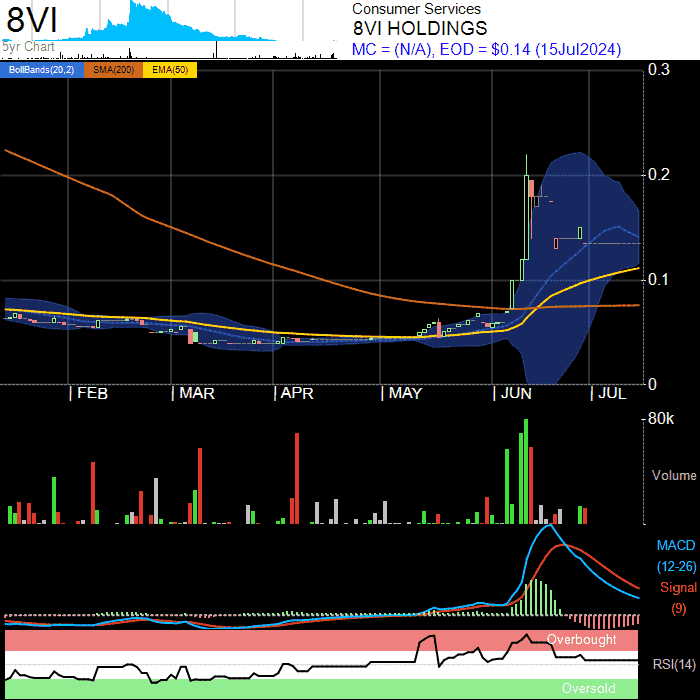 8VI
5yr Chart
Consumer Services
8VI HOLDINGS
MC = (N/A), EOD = $0.14 (15Jul2024)
BollBands(20,2) SMA(200) EMA(50)
0.3
0.2
0.1
0
FEB MAR APR MAY JUN JUL
80k
Volume
MACD
(12-26)
Signal
(9)
Overbought
RSI(14)
Oversold